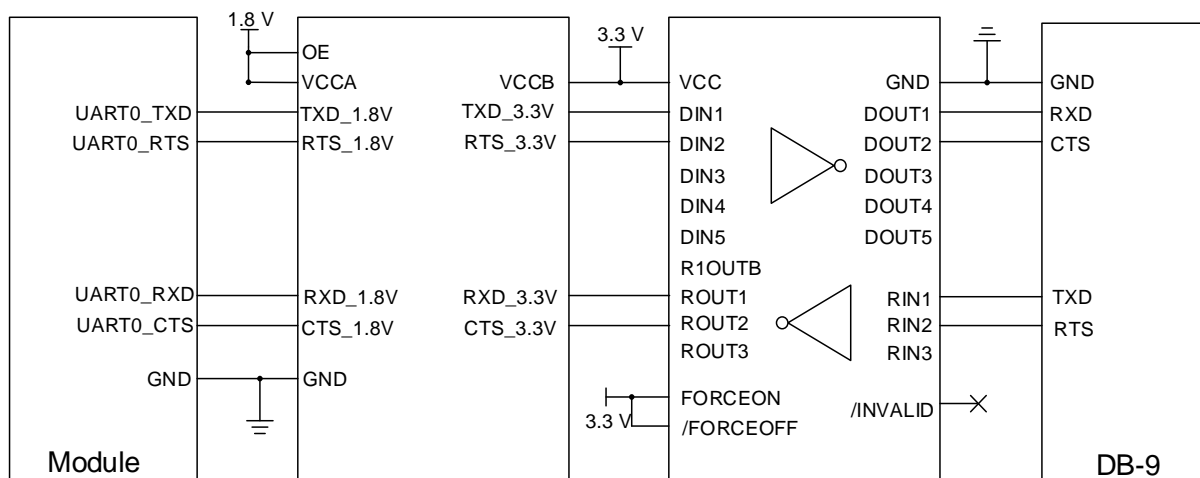 1.8 V
3.3 V
OE
VCCA VCCB VCC GND GND
UART0_TXD TXD_1.8V TXD_3.3V DIN1 DOUT1 RXD
UART0_RTS RTS_1.8V RTS_3.3V DIN2 DOUT2 CTS
DIN3 DOUT3
DIN4 DOUT4
DIN5 DOUT5
R1OUTB
UART0_RXD RXD_1.8V RXD_3.3V ROUT1 RIN1 TXD
UART0_CTS CTS_1.8V CTS_3.3V ROUT2 RIN2 RTS
ROUT3 RIN3
GND GND
FORCEON
3.3 V /INVALID
/FORCEOFF
Module DB-9